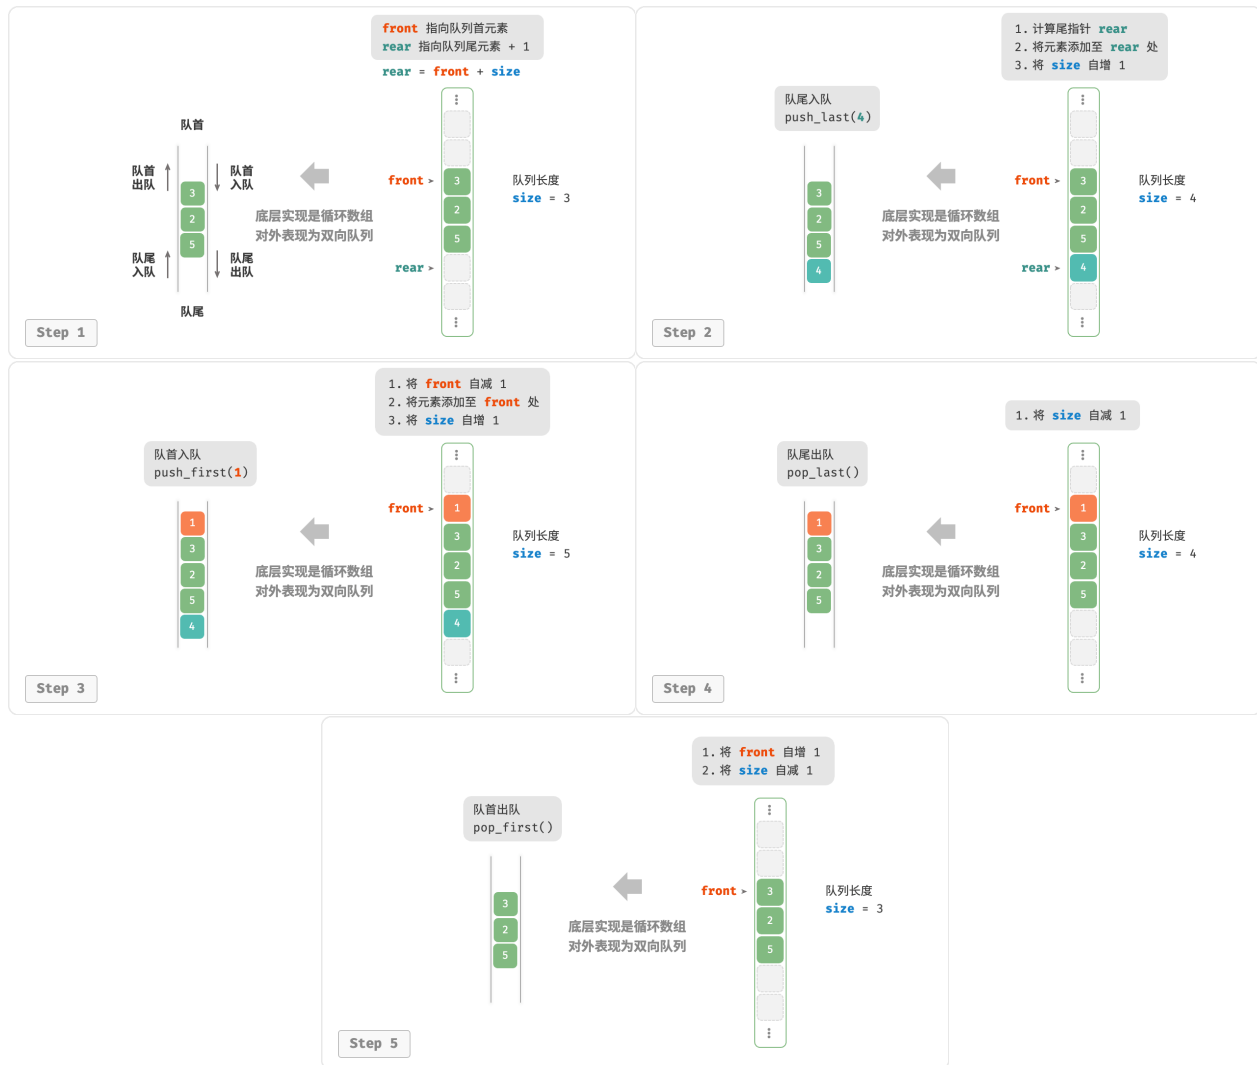 front 指向队列首元素
rear 指向队列尾元素 + 1
rear = front + size
队首
队首
出队
队首
入队
3
2
5
队尾
入队
队尾
出队
队尾
底层实现是循环数组
对外表现为双向队列
front
3
2
5
rear
队列长度
size = 3
Step 1
1. 计算尾指针 rear
2. 将元素添加至 rear 处
3. 将 size 自增 1
队尾入队
push_last(4)
3
2
5
4
底层实现是循环数组
对外表现为双向队列
front
3
2
5
rear
4
队列长度
size = 4
Step 2
1. 将 front 自减 1
2. 将元素添加至 front 处
3. 将 size 自增 1
队首入队
push_first(1)
1
3
2
5
4
底层实现是循环数组
对外表现为双向队列
front
1
3
2
5
4
队列长度
size = 5
Step 3
1. 将 size 自减 1
队尾出队
pop_last()
1
3
2
5
底层实现是循环数组
对外表现为双向队列
front
1
3
2
5
队列长度
size = 4
Step 4
1. 将 front 自增 1
2. 将 size 自减 1
队首出队
pop_first()
3
2
5
底层实现是循环数组
对外表现为双向队列
front
3
2
5
队列长度
size = 3
Step 5